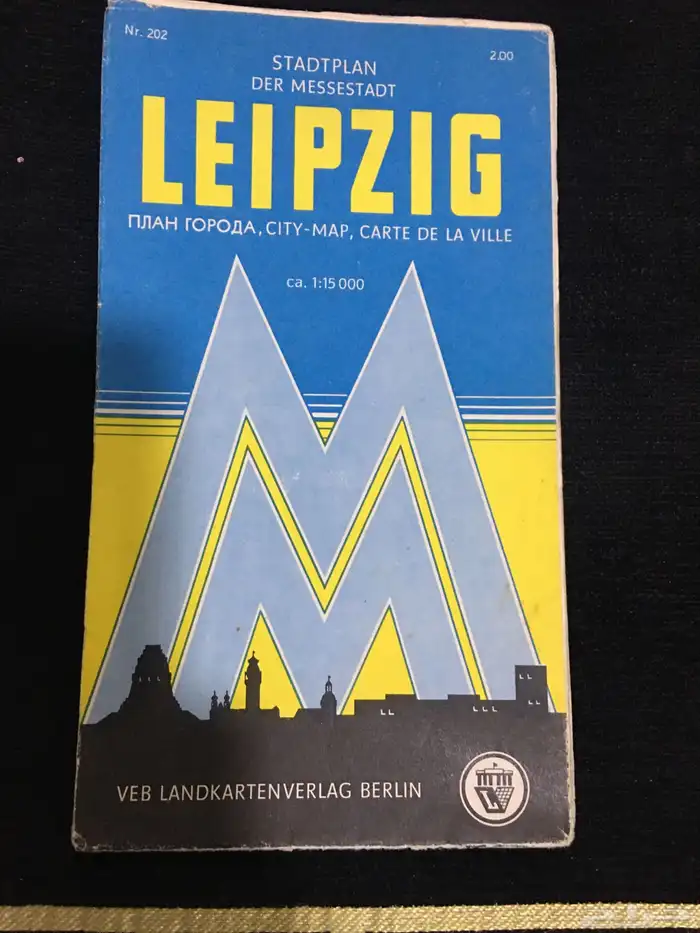 Nr. 202
2.00
STADTPLAN
DER MESSESTADT
LEIPZIG
ПЛАН ГОРОДА, CITY-MAP, CARTE DE LA VILLE
ca. 1:15 000
VEB LANDKARTENVERLAG BERLIN